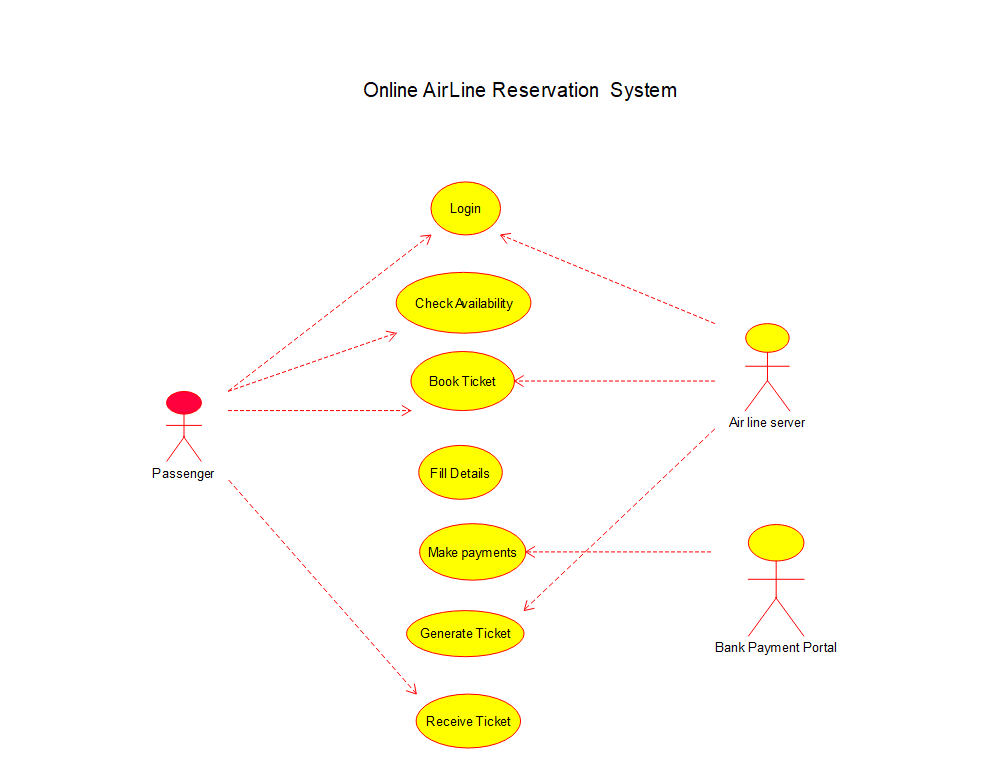 Online AirLine Reservation System
Login
Check Availability
Book Ticket
Air line server
Passenger
Fill Details
Make payments
Generate Ticket
Bank Payment Portal
Receive Ticket